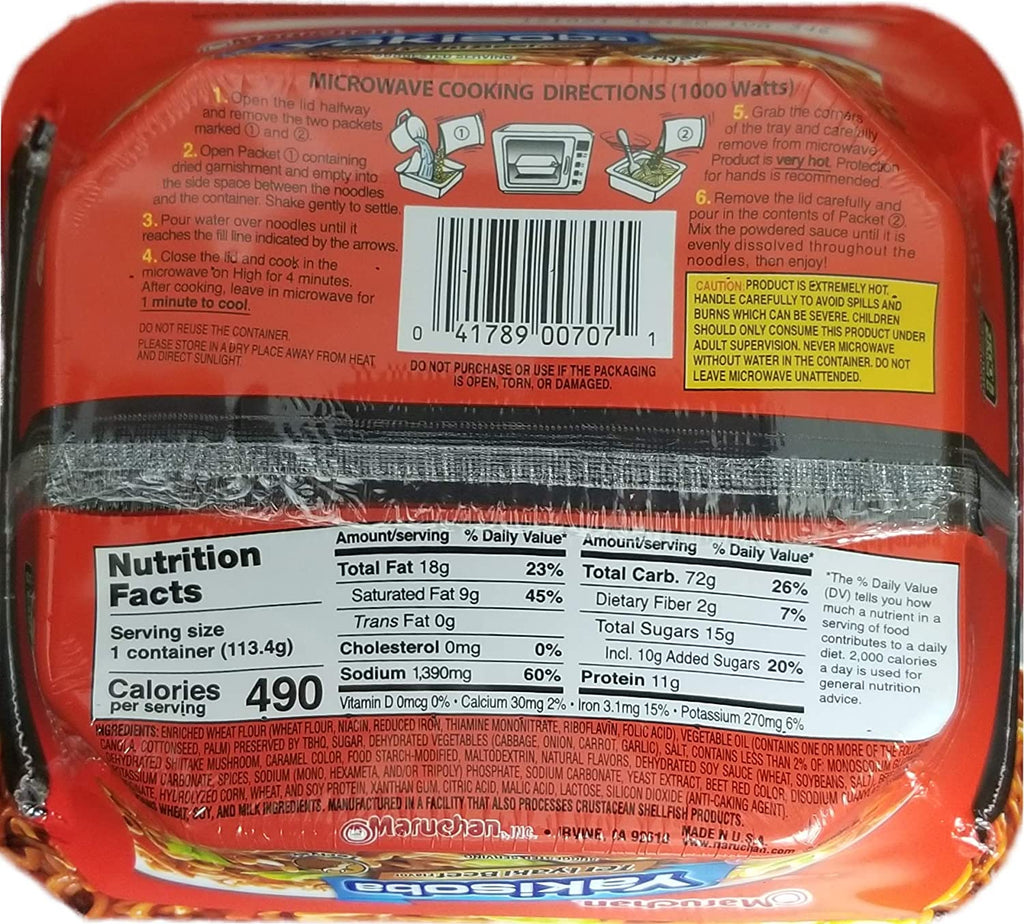 Yakisoba
MICROWAVE COOKING DIRECTIONS (1000 Watts)
1. Open the lid halfway
and remove the two packets
marked ① and ②.
2. Open Packet ① containing
dried garnishment and empty into
the side space between the noodles
and the container. Shake gently to settle.
3. Pour water over noodles until it
reaches the fill line indicated by the arrows.
4. Close the lid and cook in the
microwave on High for 4 minutes.
After cooking, leave in microwave for
1 minute to cool.
DO NOT REUSE THE CONTAINER.
PLEASE STORE IN A DRY PLACE AWAY FROM HEAT
AND DIRECT SUNLIGHT.
①
②
0 41789 00707 1
DO NOT PURCHASE OR USE IF THE PACKAGING
IS OPEN, TORN, OR DAMAGED.
5. Grab the corners
of the tray and carefully
remove from microwave
Product is very hot. Protection
for hands is recommended.
6. Remove the lid carefully and
pour in the contents of Packet ②.
Mix the powdered sauce until it is
evenly dissolved throughout the
noodles, then enjoy!
CAUTION: PRODUCT IS EXTREMELY HOT.
HANDLE CAREFULLY TO AVOID SPILLS AND
BURNS WHICH CAN BE SEVERE. CHILDREN
SHOULD ONLY CONSUME THIS PRODUCT UNDER
ADULT SUPERVISION. NEVER MICROWAVE
WITHOUT WATER IN THE CONTAINER. DO NOT
LEAVE MICROWAVE UNATTENDED.
Nutrition
Facts
Serving size
1 container (113.4g)
Calories 490
per serving
Amount/serving % Daily Value*
Total Fat 18g 23%
Saturated Fat 9g 45%
Trans Fat 0g
Cholesterol 0mg 0%
Sodium 1,390mg 60%
Amount/serving % Daily Value*
Total Carb. 72g 26%
Dietary Fiber 2g 7%
Total Sugars 15g
Incl. 10g Added Sugars 20%
Protein 11g
Vitamin D 0mcg 0% • Calcium 30mg 2% • Iron 3.1mg 15% • Potassium 270mg 6%
*The % Daily Value
(DV) tells you how
much a nutrient in a
serving of food
contributes to a daily
diet. 2,000 calories
a day is used for
general nutrition
advice.
INGREDIENTS: ENRICHED WHEAT FLOUR (WHEAT FLOUR, NIACIN, REDUCED IRON, THIAMINE MONONITRATE, RIBOFLAVIN, FOLIC ACID), VEGETABLE OIL (CONTAINS ONE OR MORE OF THE
CANOLA, COTTONSEED, PALM) PRESERVED BY TBHQ, SUGAR, DEHYDRATED VEGETABLES (CABBAGE, ONION, CARROT, GARLIC), SALT, CONTAINS LESS THAN 2% OF:
DEHYDRATED SHIITAKE MUSHROOM, CARAMEL COLOR, FOOD STARCH-MODIFIED, MALTODEXTRIN, NATURAL FLAVORS, DEHYDRATED SOY SAUCE (WHEAT, SOYBEANS, SALT),
POTASSIUM CARBONATE, SPICES, SODIUM (MONO, HEXAMETA, AND/OR TRIPOLY) PHOSPHATE, SODIUM CARBONATE, YEAST EXTRACT, BEET RED COLOR, DISODIUM
HYDROLYZED CORN, WHEAT, AND SOY PROTEIN, XANTHAN GUM, CITRIC ACID, MALIC ACID, LACTOSE, SILICON DIOXIDE (ANTI-CAKING AGENT).
WHEAT, SOY, AND MILK INGREDIENTS. MANUFACTURED IN A FACILITY THAT ALSO PROCESSES CRUSTACEAN SHELLFISH PRODUCTS.
Maruchan, INC. • IRVINE, CA 92618 MADE IN U.S.A.
www.maruchan.com
Teriyaki Beef Flavor
Yakisoba
Maruchan